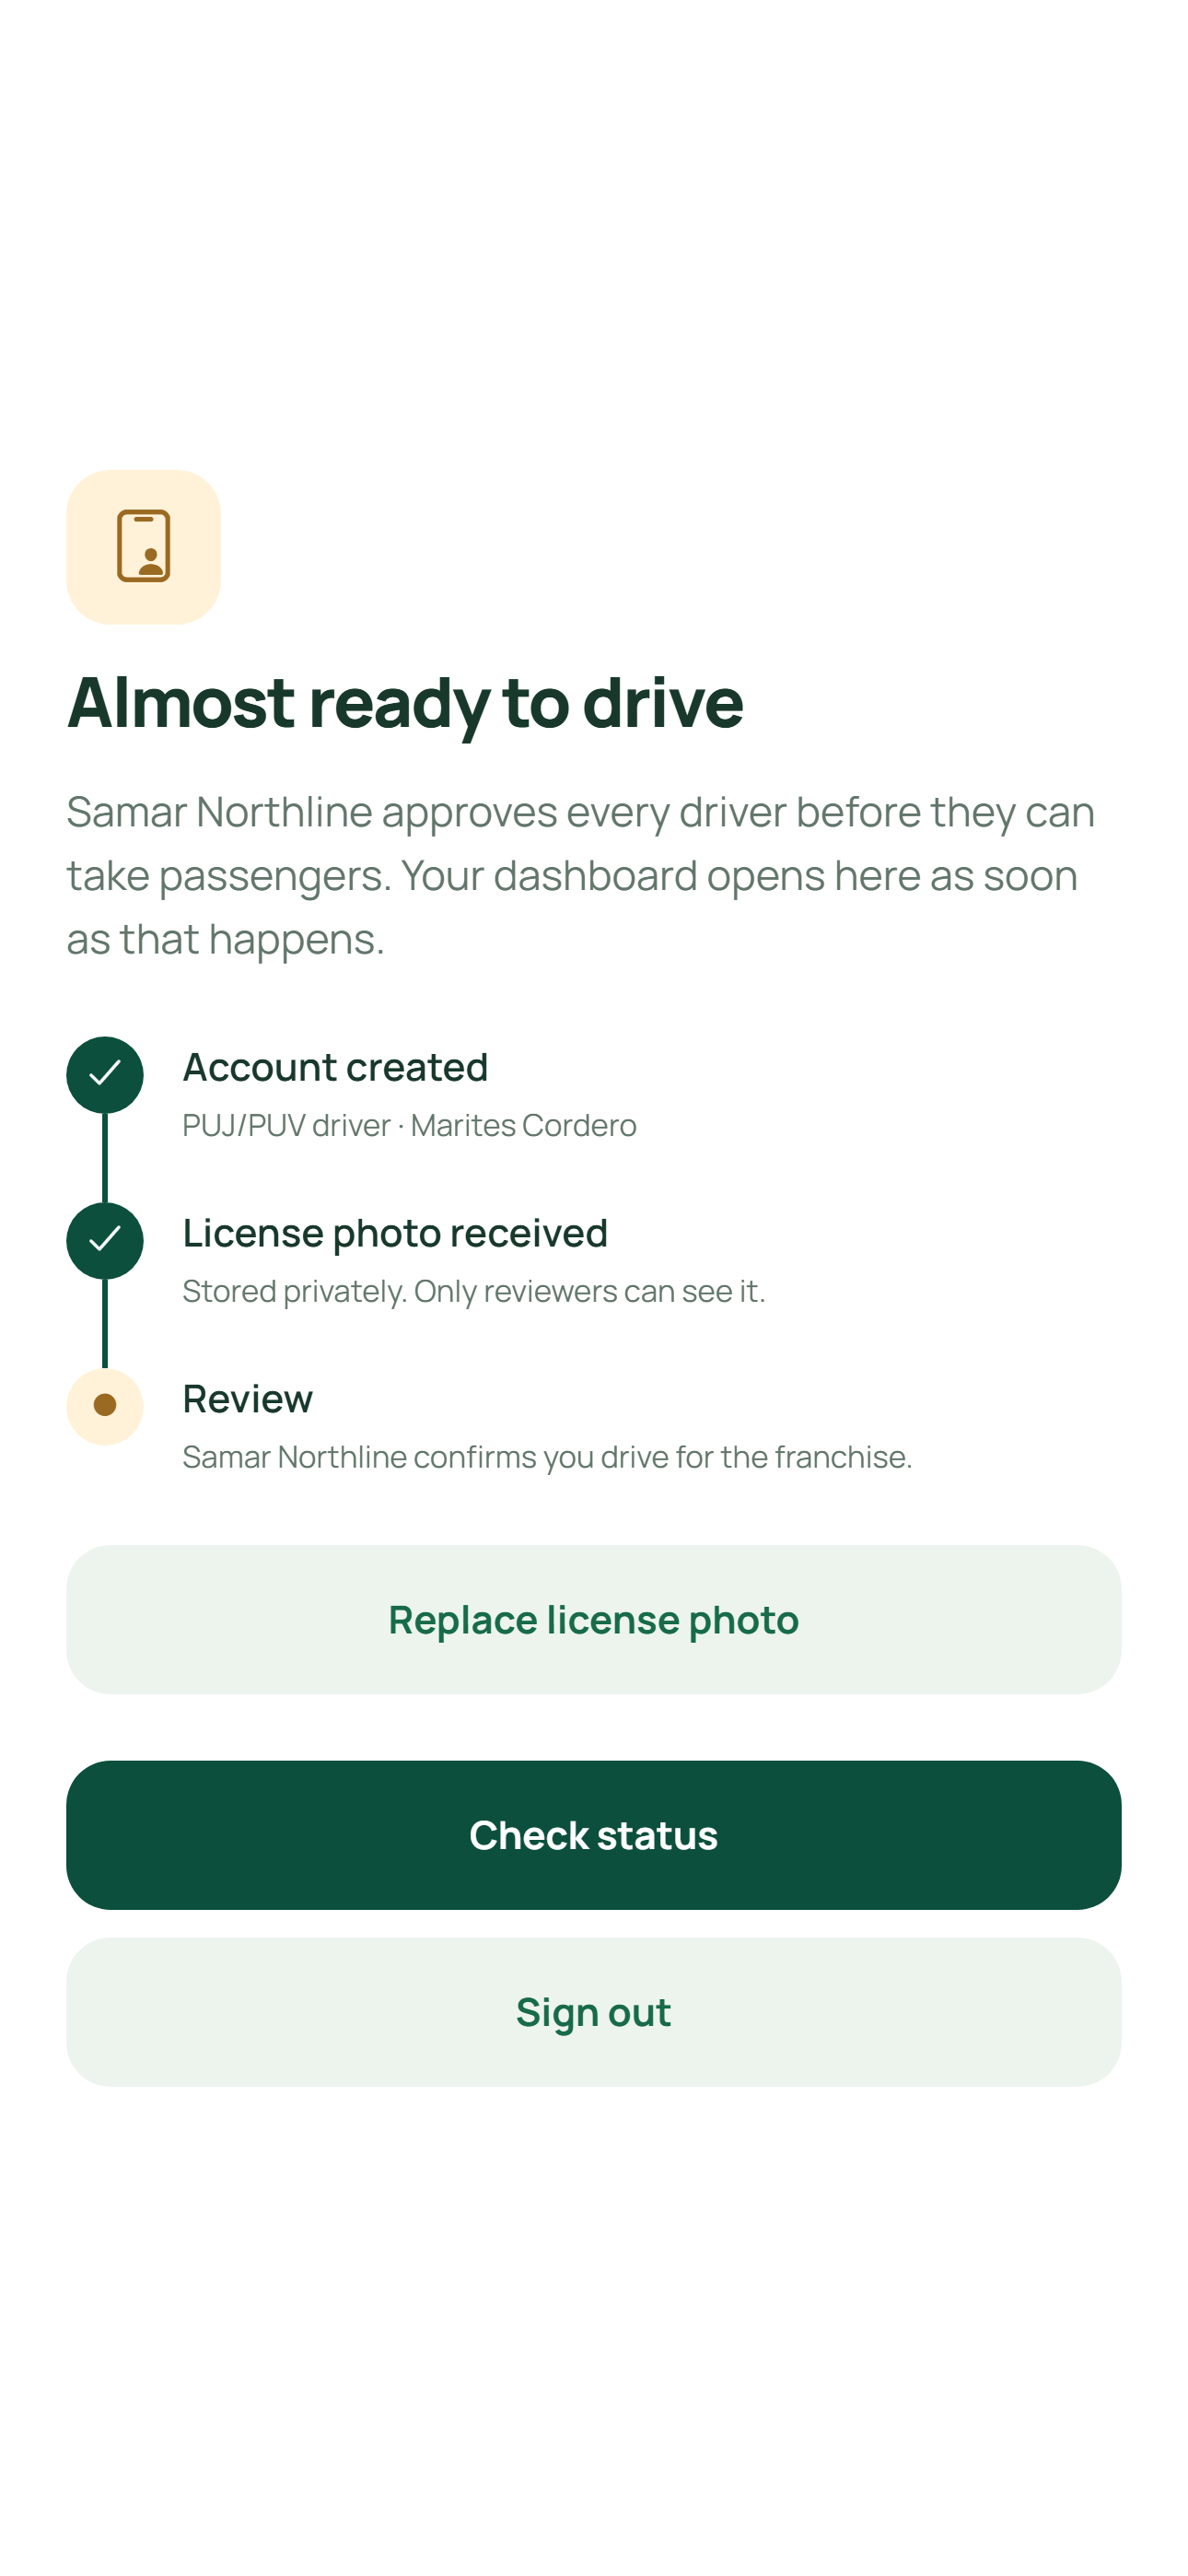 Almost ready to drive
Samar Northline approves every driver before they can
take passengers. Your dashboard opens here as soon
as that happens.
Account created
PUJ/PUV driver · Marites Cordero
License photo received
Stored privately. Only reviewers can see it.
Review
Samar Northline confirms you drive for the franchise.
Replace license photo
Check status
Sign out